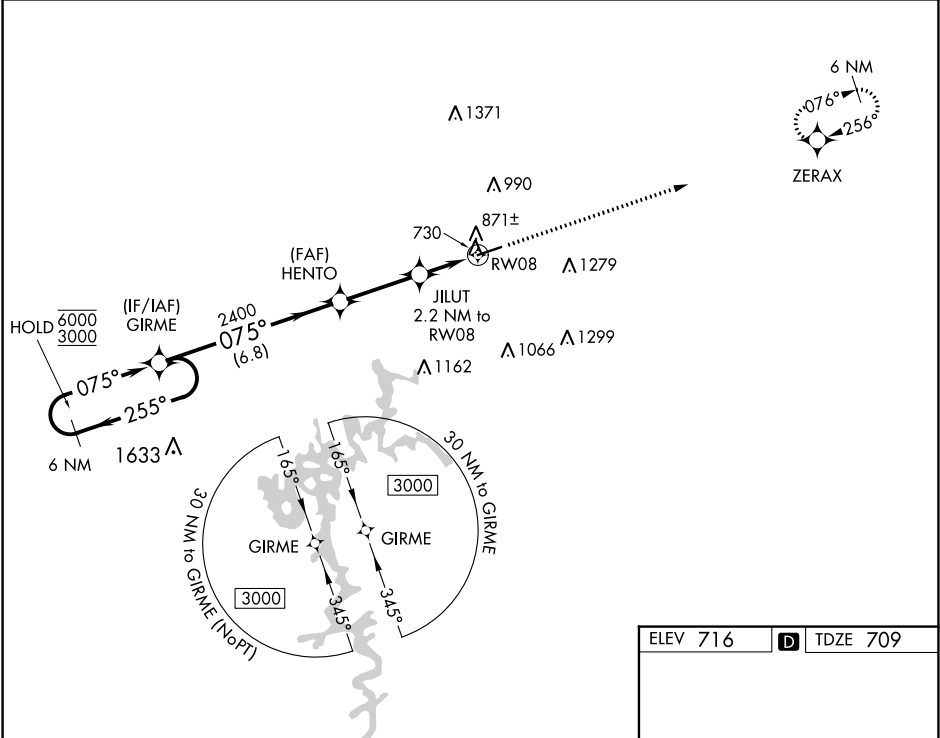 6 NM
076°
256°
ZERAX
1371
990
871±
730
RW08
1279
(FAF)
HENTO
JILUT
2.2 NM to
RW08
(IF/IAF)
GIRME
2400
075°
(6.8)
HOLD 6000
3000
1299
1066
1162
075°
255°
6 NM
1633
165°
165°
30 NM to GIRME
3000
GIRME
GIRME
3000
345°
345°
30 NM to GIRME (NoPT)
ELEV 716 D TDZE 709